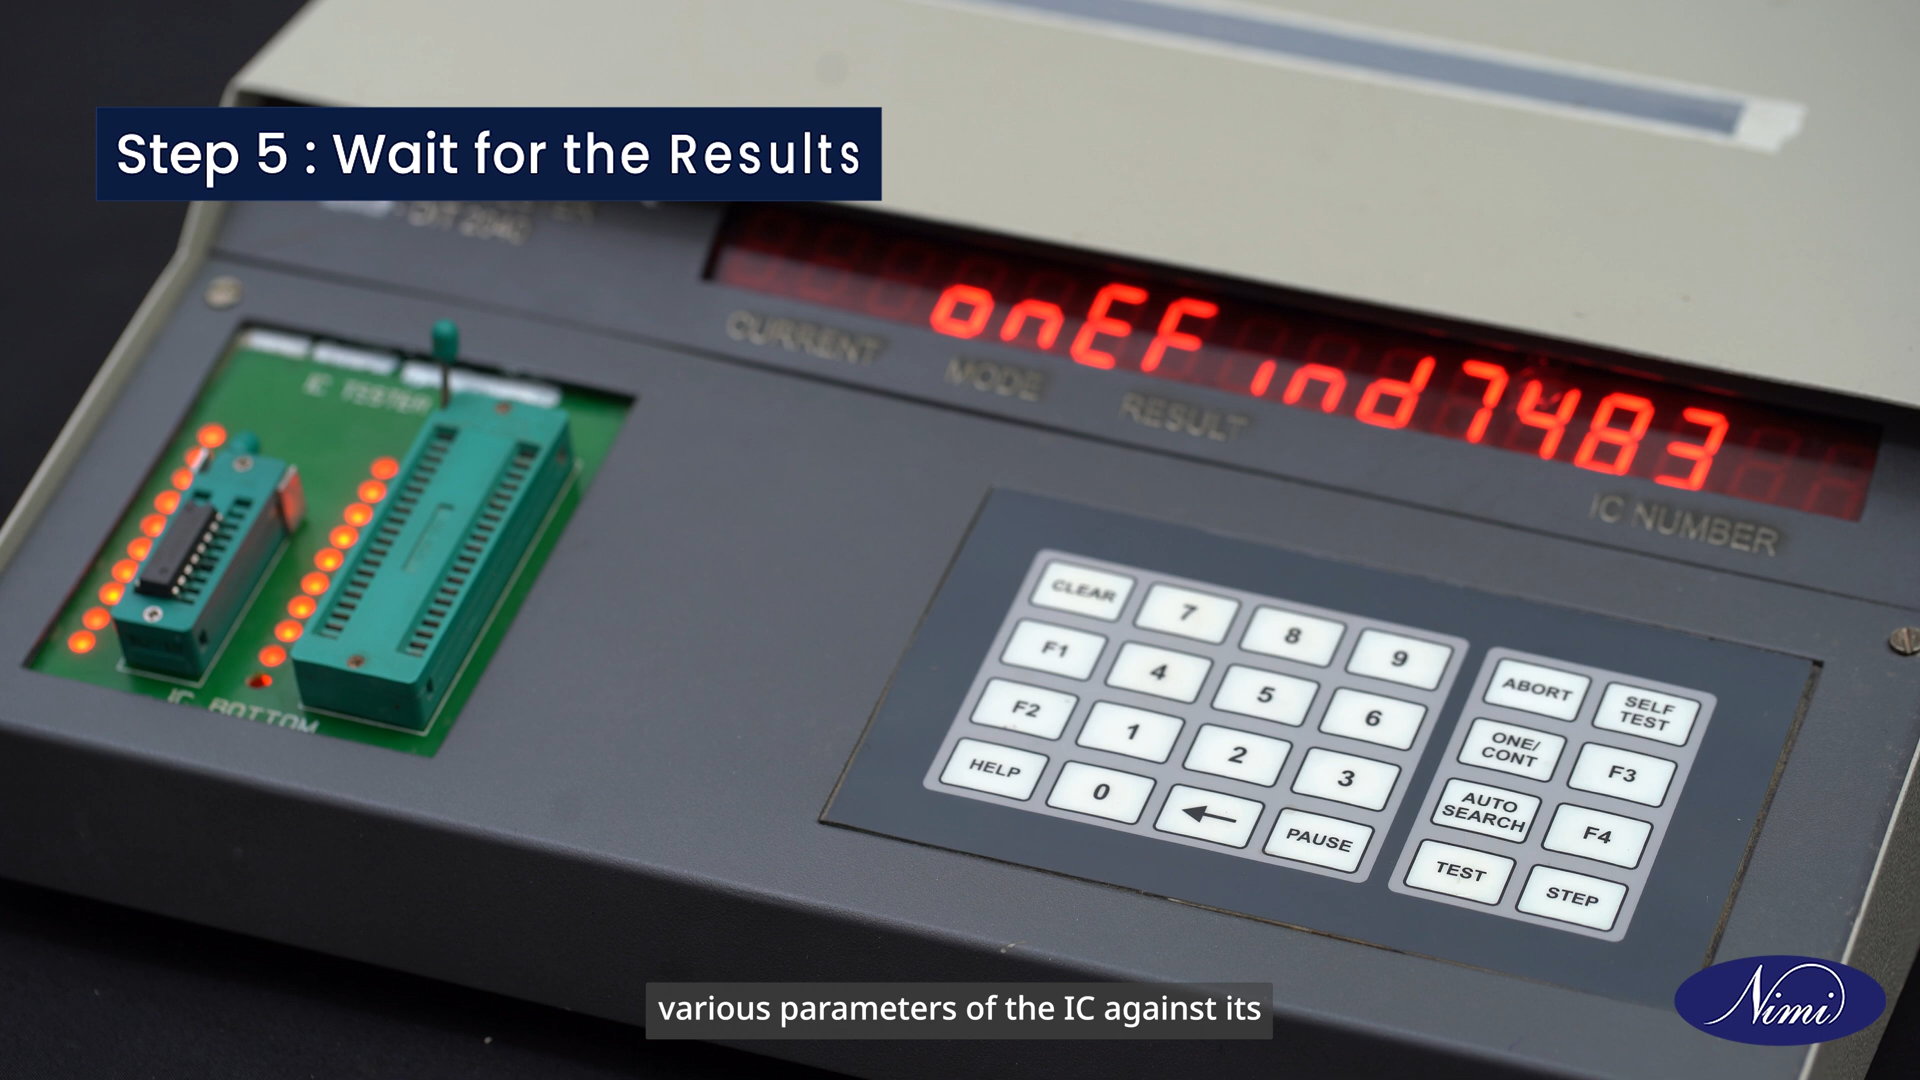 Step 5 : Wait for the Results
onEF ind7483
CURRENT
MODE
RESULT
IC NUMBER
IC TESTER
IC BOTTOM
CLEAR
7
8
9
F1
4
5
6
F2
1
2
3
HELP
0
PAUSE
ABORT
SELF
TEST
ONE/
CONT
F3
AUTO
SEARCH
F4
TEST
STEP
various parameters of the IC against its
Nimi